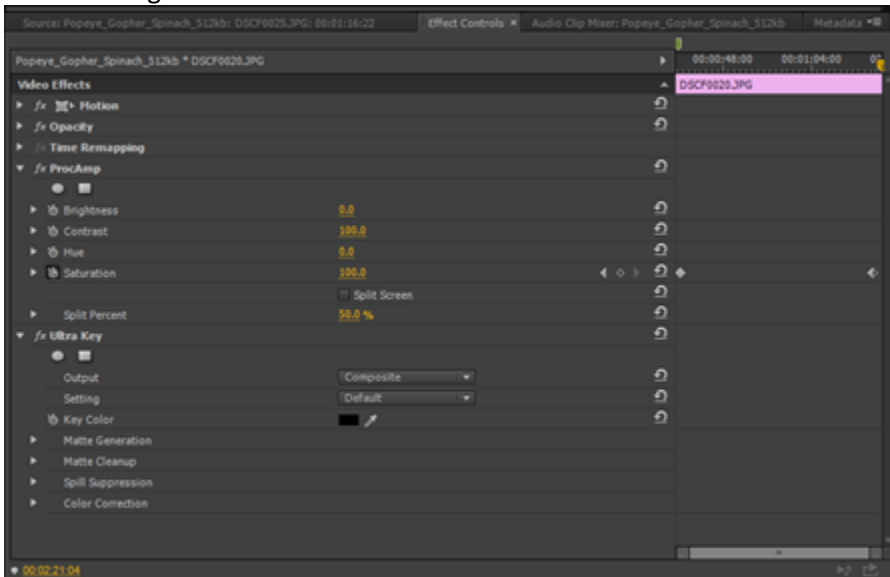 Source: Popeye_Gopher_Spinach_512kb: DSCF0025.JPG: 00:01:16:22 Effect Controls × Audio Clip Mixer: Popeye_Gopher_Spinach_512kb Metadata
Popeye_Gopher_Spinach_512kb * DSCF0020.JPG 00:00:48:00 00:01:04:00
Video Effects DSCF0020.JPG
fx Motion
fx Opacity
fx Time Remapping
fx ProcAmp
Brightness 0.0
Contrast 100.0
Hue 0.0
Saturation 100.0
Split Screen
Split Percent 50.0 %
fx Ultra Key
Output Composite
Setting Default
Key Color
Matte Generation
Matte Cleanup
Spill Suppression
Color Correction
00:02:21:04